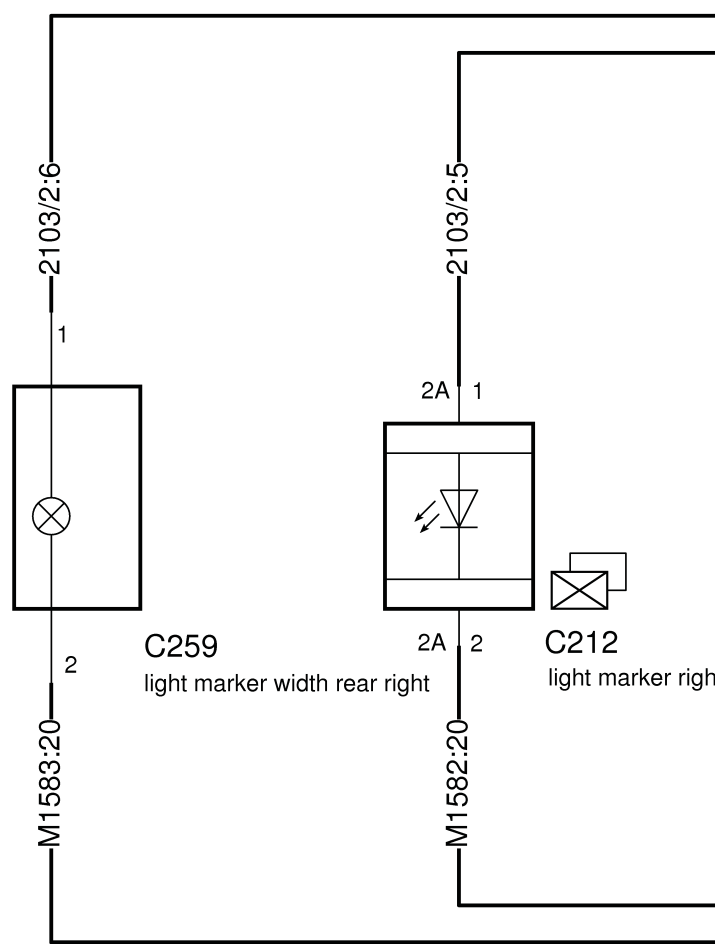 2103/2:6
2103/2:5
1
2A 1
C259
light marker width rear right
2
2A 2
C212
light marker righ
M1583:20
M1582:20